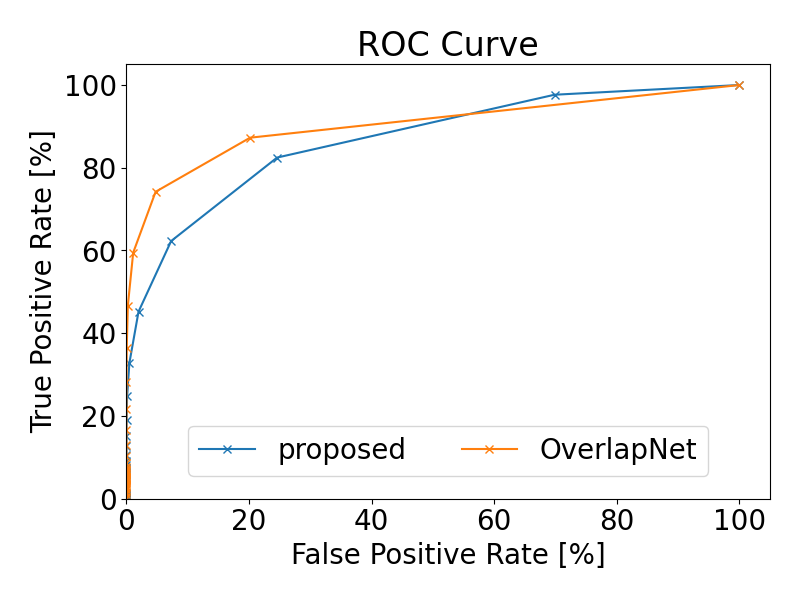 ROC Curve
True Positive Rate [%]
100
80
60
40
20
0
proposed
OverlapNet
0 20 40 60 80 100
False Positive Rate [%]